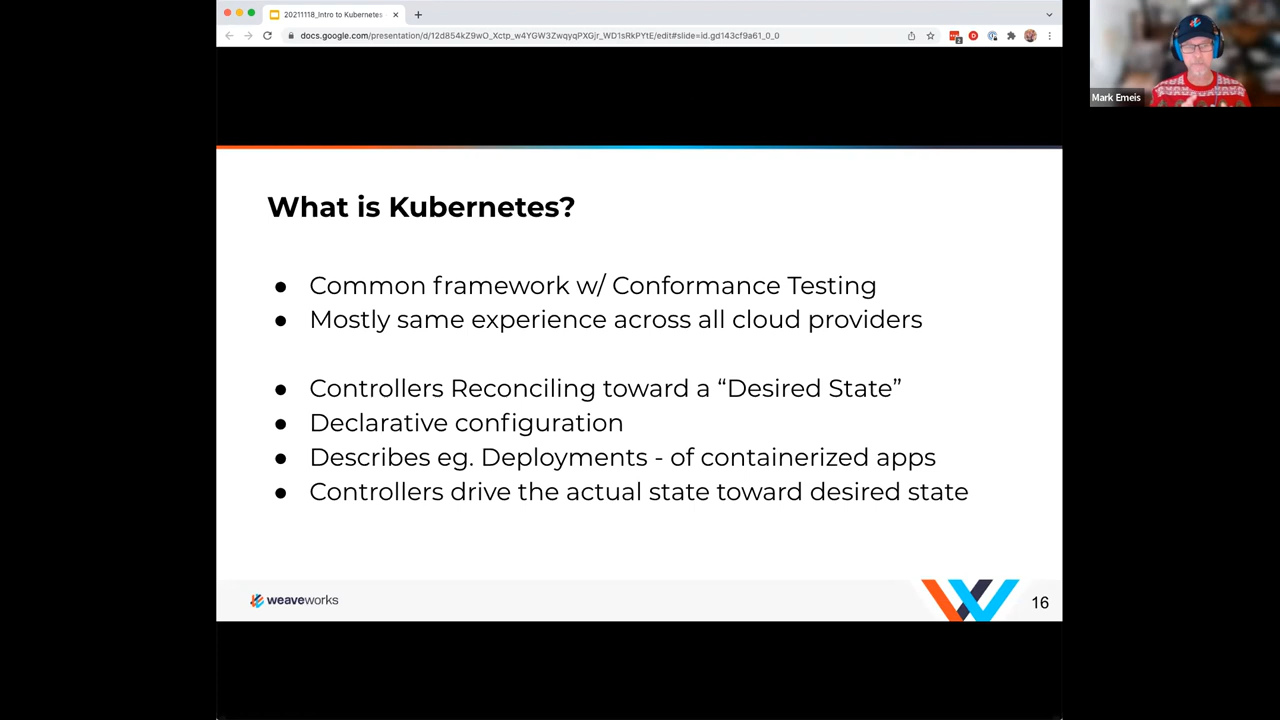 20211118_Intro to Kubernetes
docs.google.com/presentation/d/12d854kZ9wO_Xctp_w4YGW3ZwqyqPXGjr_WD1sRkPYtE/edit#slide=id.gd143cf9a61_0_0
Mark Emeis
What is Kubernetes?
● Common framework w/ Conformance Testing
● Mostly same experience across all cloud providers
● Controllers Reconciling toward a “Desired State”
● Declarative configuration
● Describes eg. Deployments - of containerized apps
● Controllers drive the actual state toward desired state
weaveworks
16